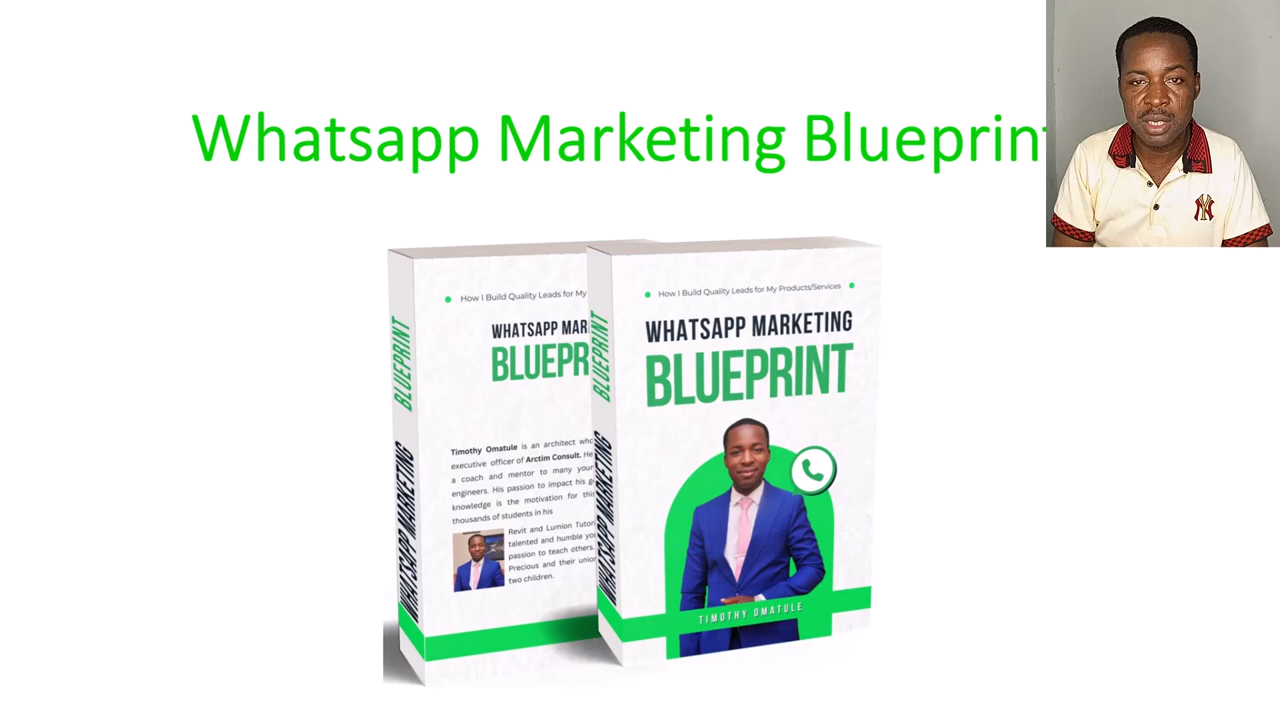 Whatsapp Marketing Blueprint
How I Build Quality Leads for My
WHATSAPP MAR
BLUEPR
Timothy Omatule is an architect who
executive officer of Arctim Consult. He
a coach and mentor to many your
engineers. His passion to impact his g
knowledge is the motivation for this
thousands of students in his
Revit and Lumion Tutor
talented and humble you
passion to teach others.
Precious and their union
two children.
WHATSAPP MARKETING
BLUEPRINT
How I Build Quality Leads for My Products/Services
WHATSAPP MARKETING
BLUEPRINT
TIMOTHY OMATULE
WHATSAPP MARKETING
BLUEPRINT
NY